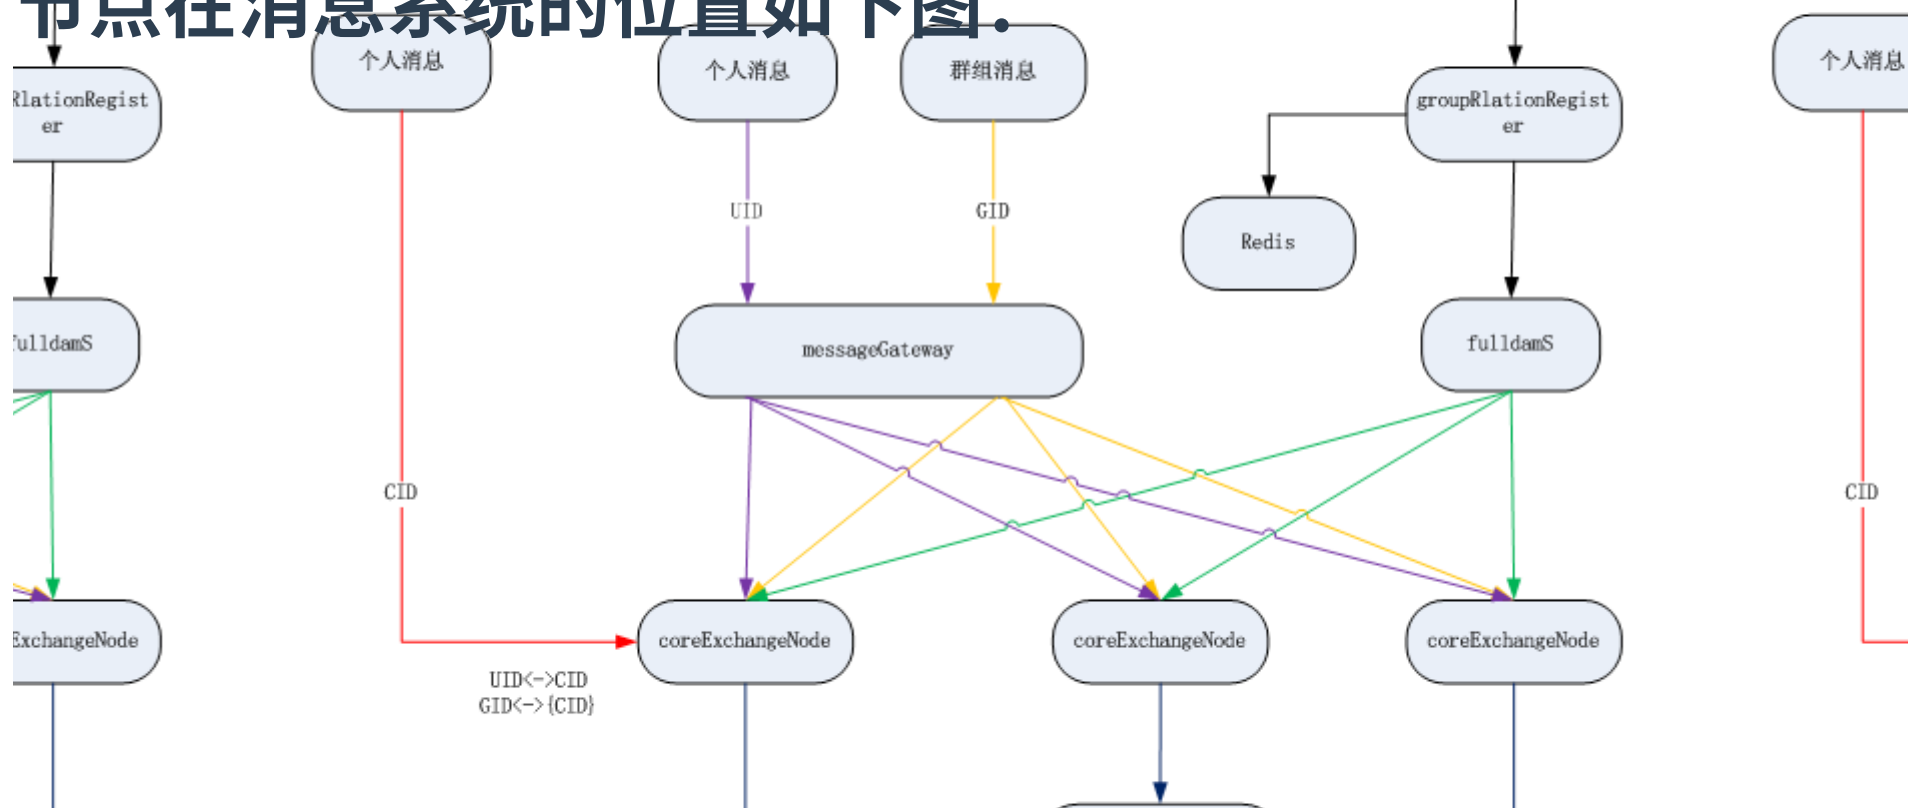 节点在消息系统的位置如下图.
个人消息
个人消息
群组消息
个人消息
RlationRegist
er
groupRlationRegist
er
UID
GID
Redis
fulldamS
messageGateway
fulldamS
CID
CID
ExchangeNode
coreExchangeNode
coreExchangeNode
coreExchangeNode
UID<->CID
GID<->{CID}